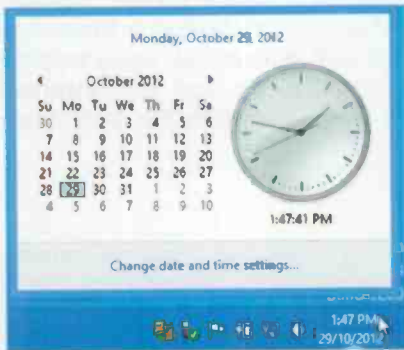 Monday, October 29, 2012
October 2012
Su Mo Tu We Th Fr Sa
30 1 2 3 4 5 6
7 8 9 10 11 12 13
14 15 16 17 18 19 20
21 22 23 24 25 26 27
28 29 30 31 1 2 3
4 5 6 7 8 9 10
1:47:41 PM
Change date and time settings...
1:47 PM
29/10/2012